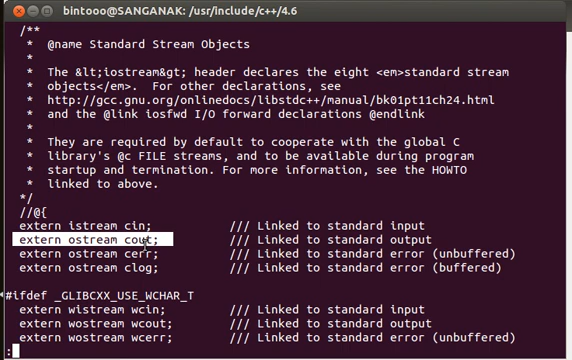 bintooo@SANGANAK: /usr/include/c++/4.6
/**
*  @name Standard Stream Objects
*
*  The &lt;iostream&gt; header declares the eight <em>standard stream
*  objects</em>.  For other declarations, see
*  http://gcc.gnu.org/onlinedocs/libstdc++/manual/bk01pt11ch24.html
*  and the @link iosfwd I/O forward declarations @endlink
*
*  They are required by default to cooperate with the global C
*  library's @c FILE streams, and to be available during program
*  startup and termination. For more information, see the HOWTO
*  linked to above.
*/
//@{
extern istream cin;          /// Linked to standard input
extern ostream cout;         /// Linked to standard output
extern ostream cerr;         /// Linked to standard error (unbuffered)
extern ostream clog;         /// Linked to standard error (buffered)
#ifdef _GLIBCXX_USE_WCHAR_T
extern wistream wcin;        /// Linked to standard input
extern wostream wcout;       /// Linked to standard output
extern wostream wcerr;       /// Linked to standard error (unbuffered)
: